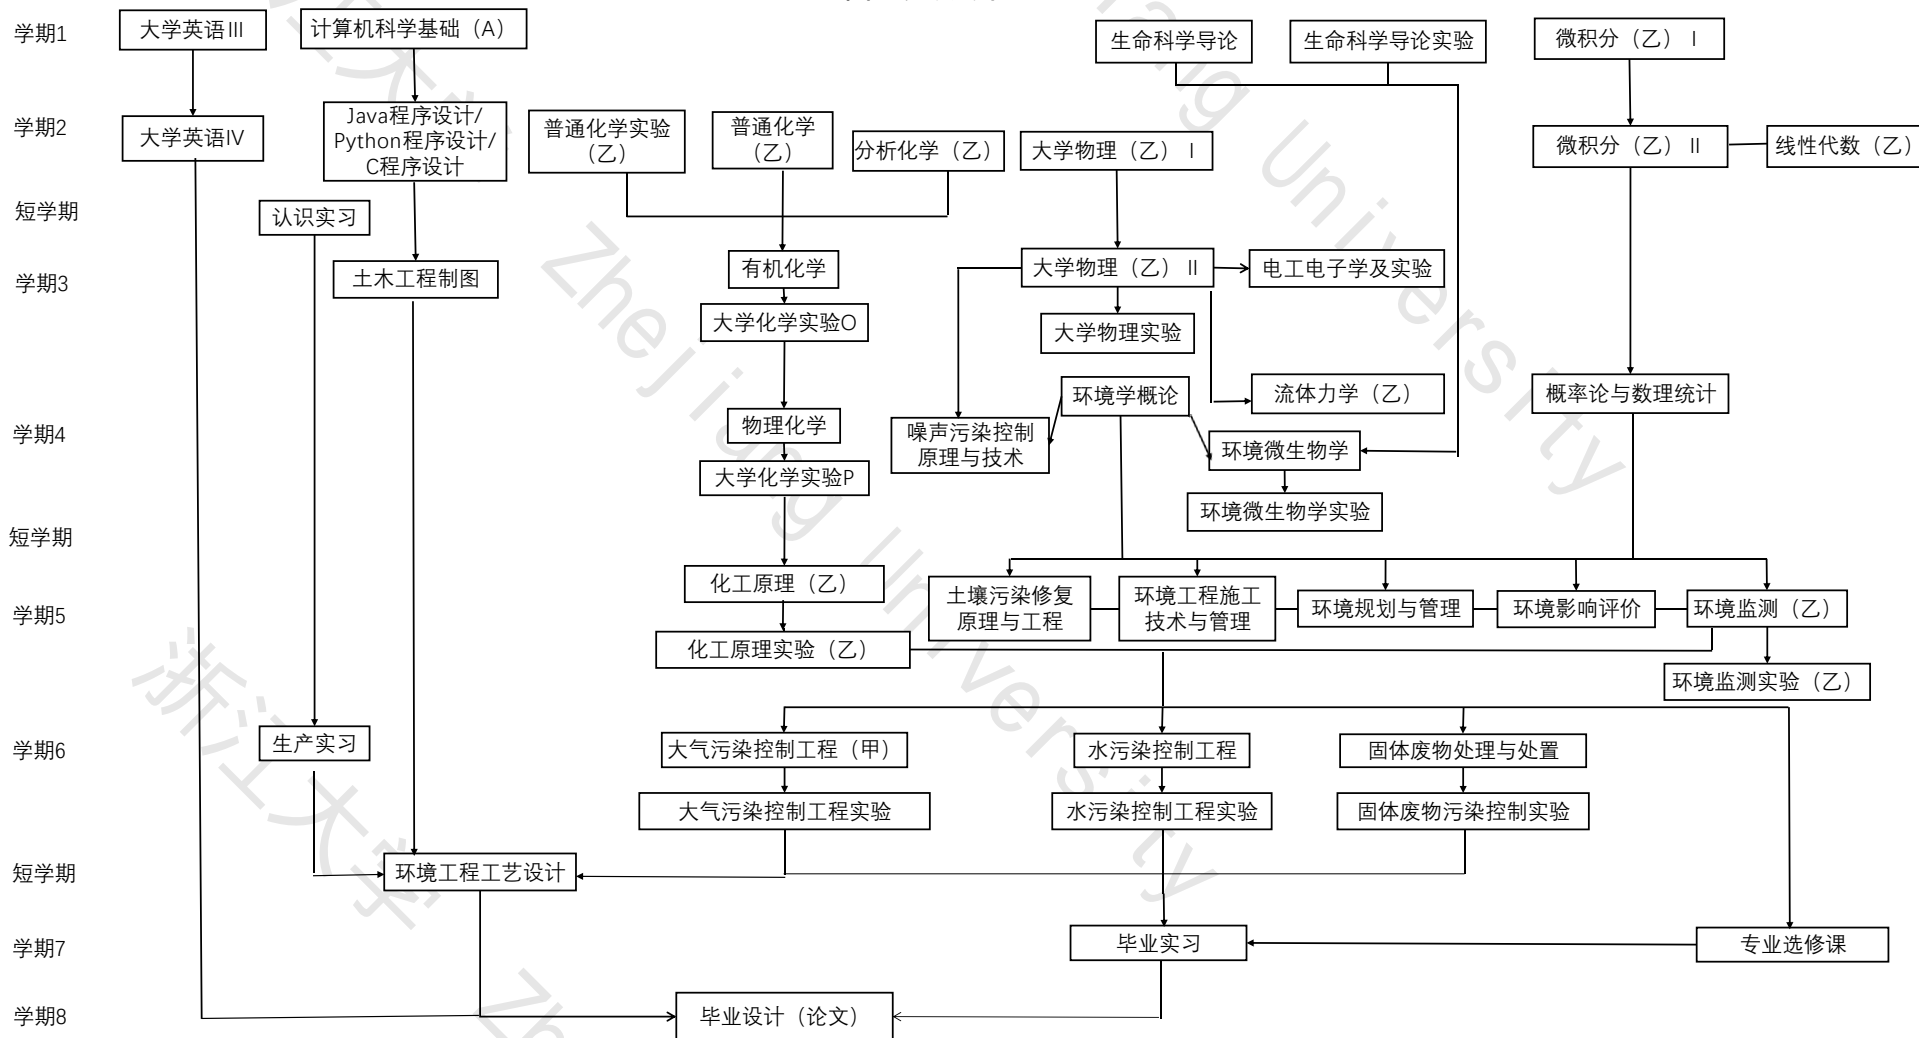 学期1
大学英语Ⅲ
计算机科学基础（A）
生命科学导论
生命科学导论实验
微积分（乙）Ⅰ
学期2
大学英语Ⅳ
Java程序设计/
Python程序设计/
C程序设计
普通化学实验
（乙）
普通化学
（乙）
分析化学（乙）
大学物理（乙）Ⅰ
微积分（乙）Ⅱ
线性代数（乙）
短学期
认识实习
学期3
土木工程制图
有机化学
大学物理（乙）Ⅱ
电工电子学及实验
大学化学实验O
大学物理实验
环境学概论
流体力学（乙）
概率论与数理统计
学期4
物理化学
噪声污染控制
原理与技术
环境微生物学
大学化学实验P
环境微生物学实验
短学期
化工原理（乙）
学期5
土壤污染修复
原理与工程
环境工程施工
技术与管理
环境规划与管理
环境影响评价
环境监测（乙）
化工原理实验（乙）
环境监测实验（乙）
学期6
生产实习
大气污染控制工程（甲）
水污染控制工程
固体废物处理与处置
大气污染控制工程实验
水污染控制工程实验
固体废物污染控制实验
短学期
环境工程工艺设计
学期7
毕业实习
专业选修课
学期8
毕业设计（论文）
Zhejiang University
浙江大学